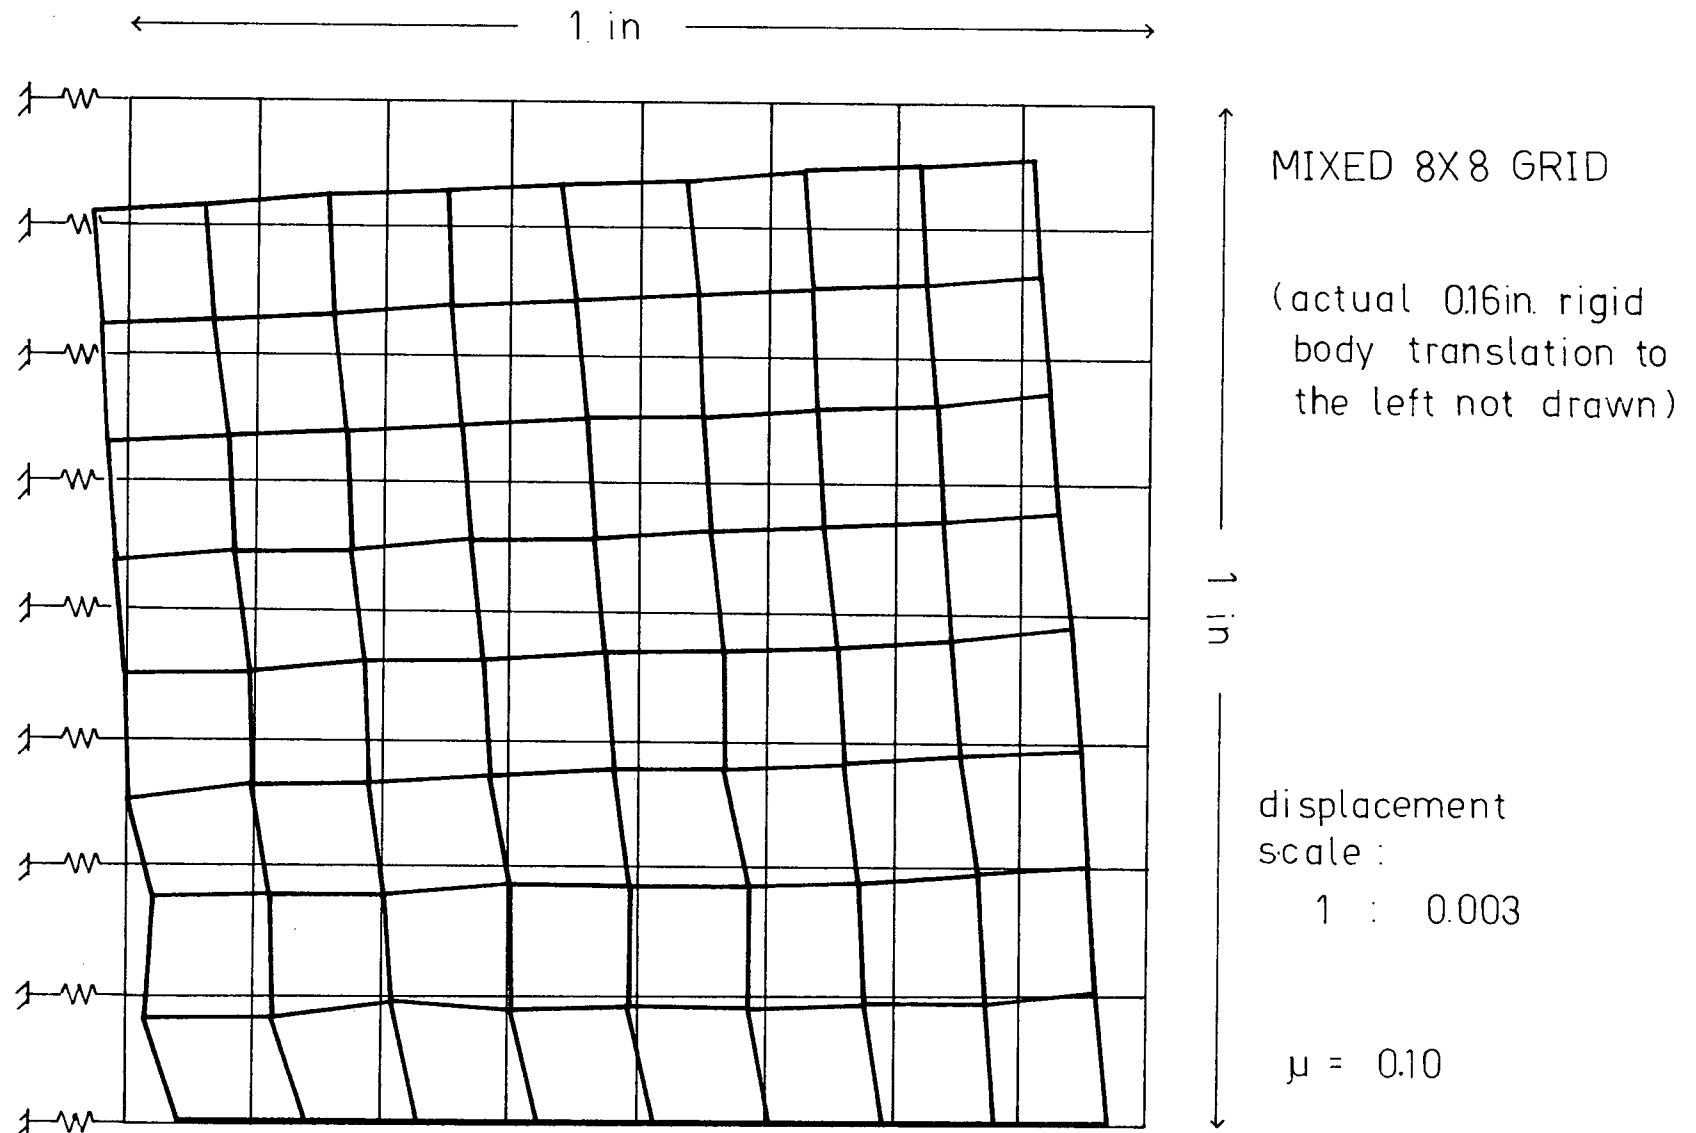 1 in
MIXED 8X8 GRID
(actual 0.16in. rigid
body translation to
the left not drawn)
1 in
displacement
scale :
1 : 0.003
μ = 0.10